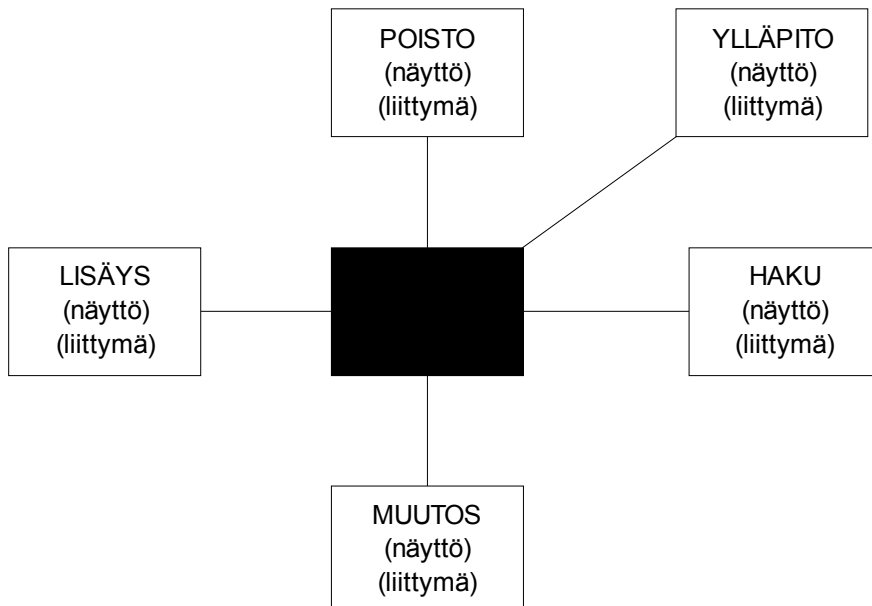 POISTO
(näyttö)
(liittymä)
YLLÄPITO
(näyttö)
(liittymä)
LISÄYS
(näyttö)
(liittymä)
HAKU
(näyttö)
(liittymä)
MUUTOS
(näyttö)
(liittymä)